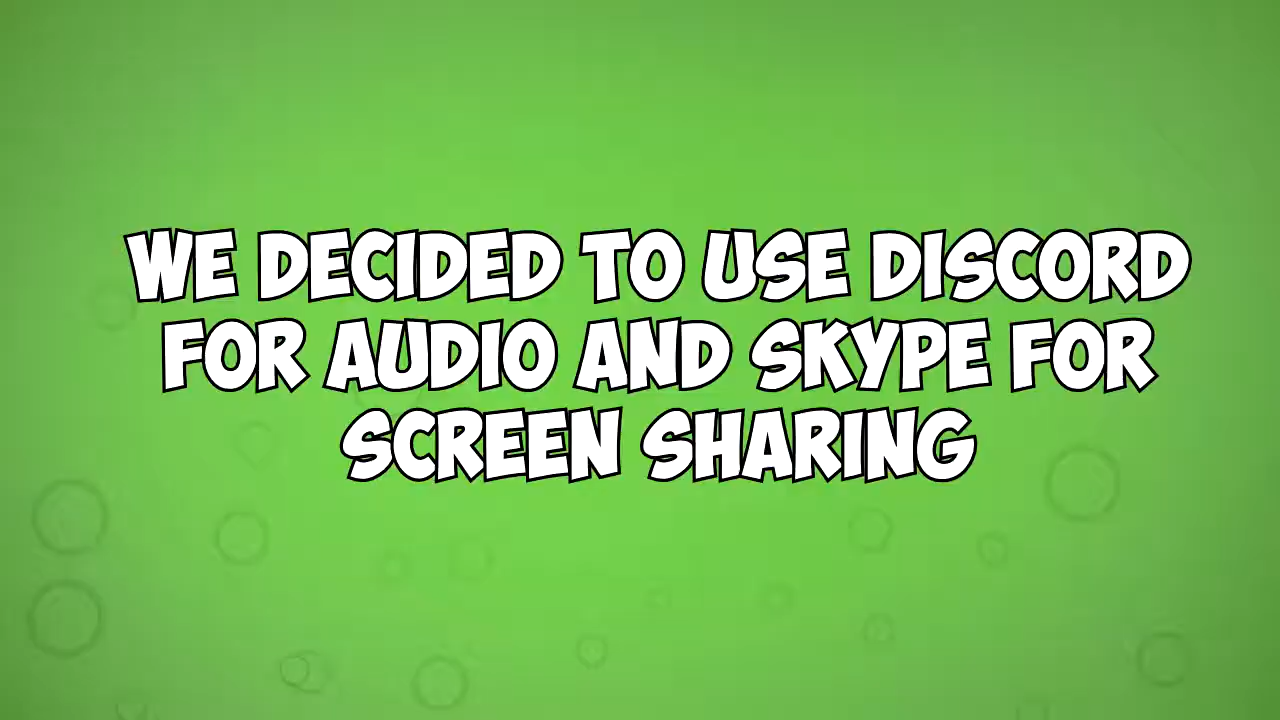 WE DECIDED TO USE DISCORD
FOR AUDIO AND SKYPE FOR
SCREEN SHARING